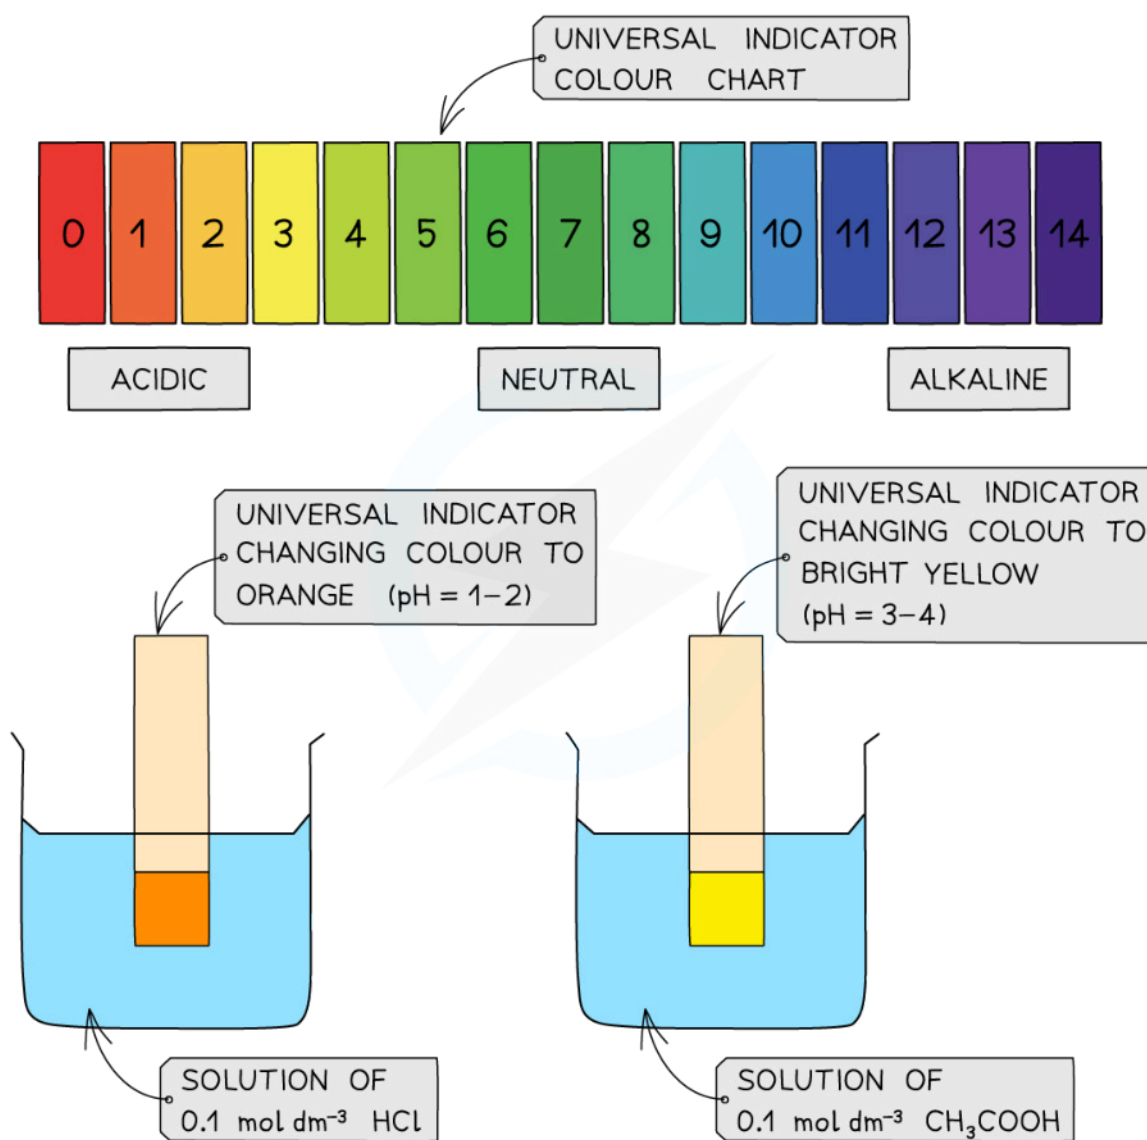 UNIVERSAL INDICATOR
COLOUR CHART
0 1 2 3 4 5 6 7 8 9 10 11 12 13 14
ACIDIC NEUTRAL ALKALINE
UNIVERSAL INDICATOR
CHANGING COLOUR TO
ORANGE (pH = 1–2)
UNIVERSAL INDICATOR
CHANGING COLOUR TO
BRIGHT YELLOW
(pH = 3–4)
SOLUTION OF
0.1 mol dm⁻³ HCl
SOLUTION OF
0.1 mol dm⁻³ CH₃COOH